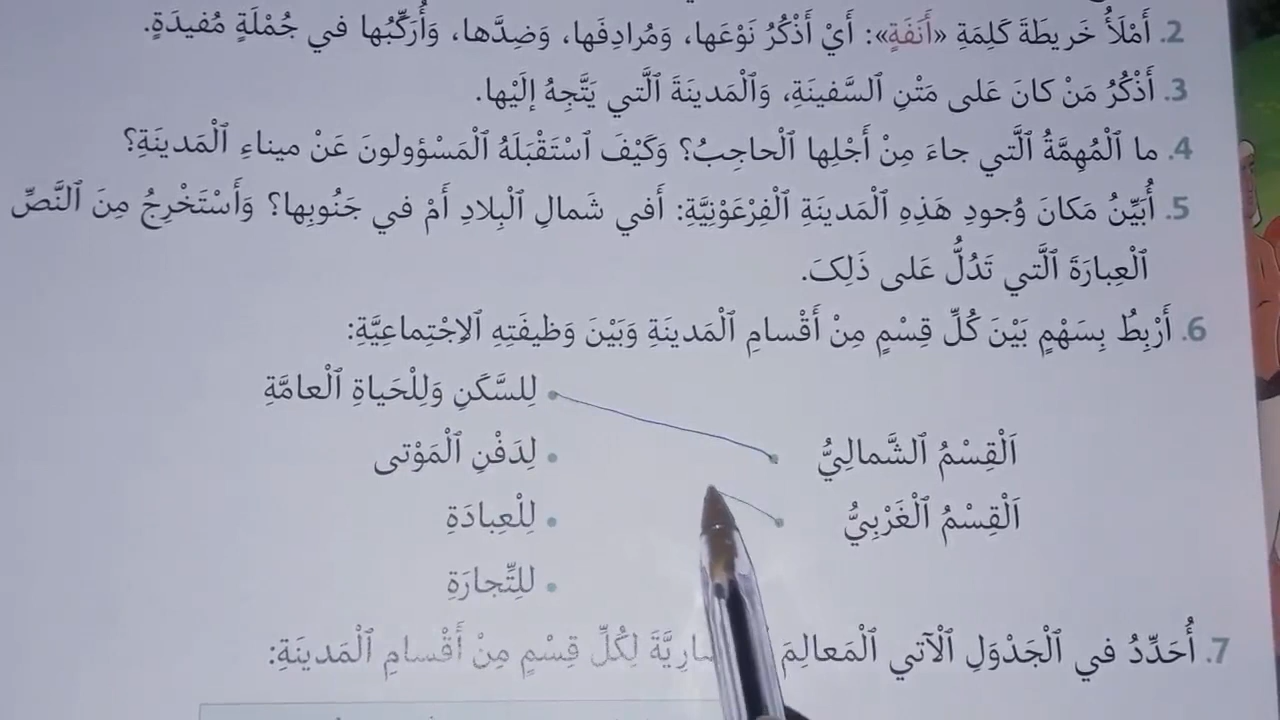 2. أَمْلَأُ خَريطَةَ كَلِمَةِ «أَنَفَةٍ»: أَيْ أَذْكُرُ نَوْعَها، وَمُرادِفَها، وَضِدَّها، وَأُرَكِّبُها في جُمْلَةٍ مُفيدَةٍ.
3. أَذْكُرُ مَنْ كانَ عَلى مَتْنِ ٱلسَّفينَةِ، وَٱلْمَدينَةَ ٱلَّتي يَتَّجِهُ إلَيْها.
4. ما ٱلْمُهِمَّةُ ٱلَّتي جاءَ مِنْ أَجْلِها ٱلْحاجِبُ؟ وَكَيْفَ ٱسْتَقْبَلَهُ ٱلْمَسْؤولونَ عَنْ ميناءِ ٱلْمَدينَةِ؟
5. أُبَيِّنُ مَكانَ وُجودِ هَذِهِ ٱلْمَدينَةِ ٱلْفِرْعَوْنِيَّةِ: أَفي شَمالِ ٱلْبِلادِ أَمْ في جَنُوبِها؟ وَأَسْتَخْرِجُ مِنَ ٱلنَّصِّ
ٱلْعِبارَةَ ٱلَّتي تَدُلُّ عَلى ذَلِكَ.
6. أَرْبِطُ بِسَهْمٍ بَيْنَ كُلِّ قِسْمٍ مِنْ أَقْسامِ ٱلْمَدينَةِ وَبَيْنَ وَظيفَتِهِ ٱلِاجْتِماعِيَّةِ:
لِلسَّكَنِ وَلِلْحَياةِ ٱلْعامَّةِ
اَلْقِسْمُ ٱلشَّمالِيُّ
لِدَفْنِ ٱلْمَوْتى
اَلْقِسْمُ ٱلْغَرْبِيُّ
لِلْعِبادَةِ
لِلتِّجارَةِ
7. أُحَدِّدُ في ٱلْجَدْوَلِ ٱلْآتي ٱلْمَعالِمَ لِكُلِّ قِسْمٍ مِنْ أَقْسامِ ٱلْمَدينَةِ: